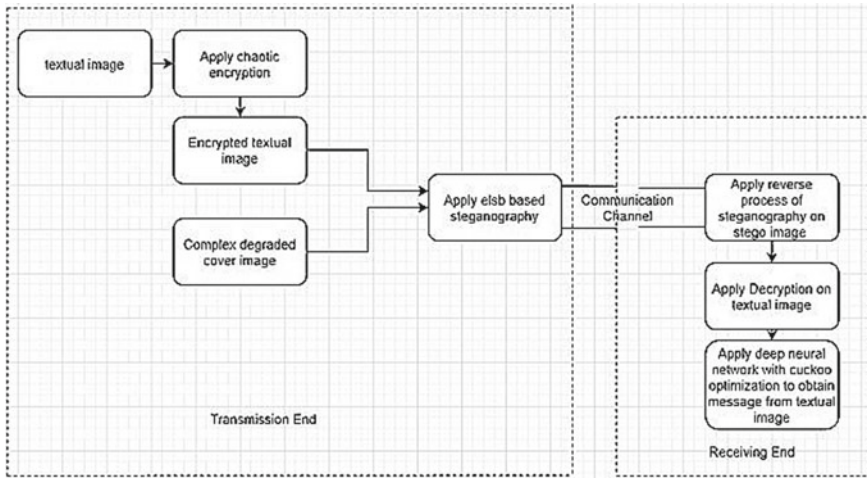 textual image
Apply chaotic
encryption
Encrypted textual
image
Complex degraded
cover image
Apply elsb based
steganography
Communication
Channel
Apply reverse
process of
steganography on
stego image
Apply Decryption on
textual image
Apply deep neural
network with cuckoo
optimization to obtain
message from textual
image
Transmission End
Receiving End